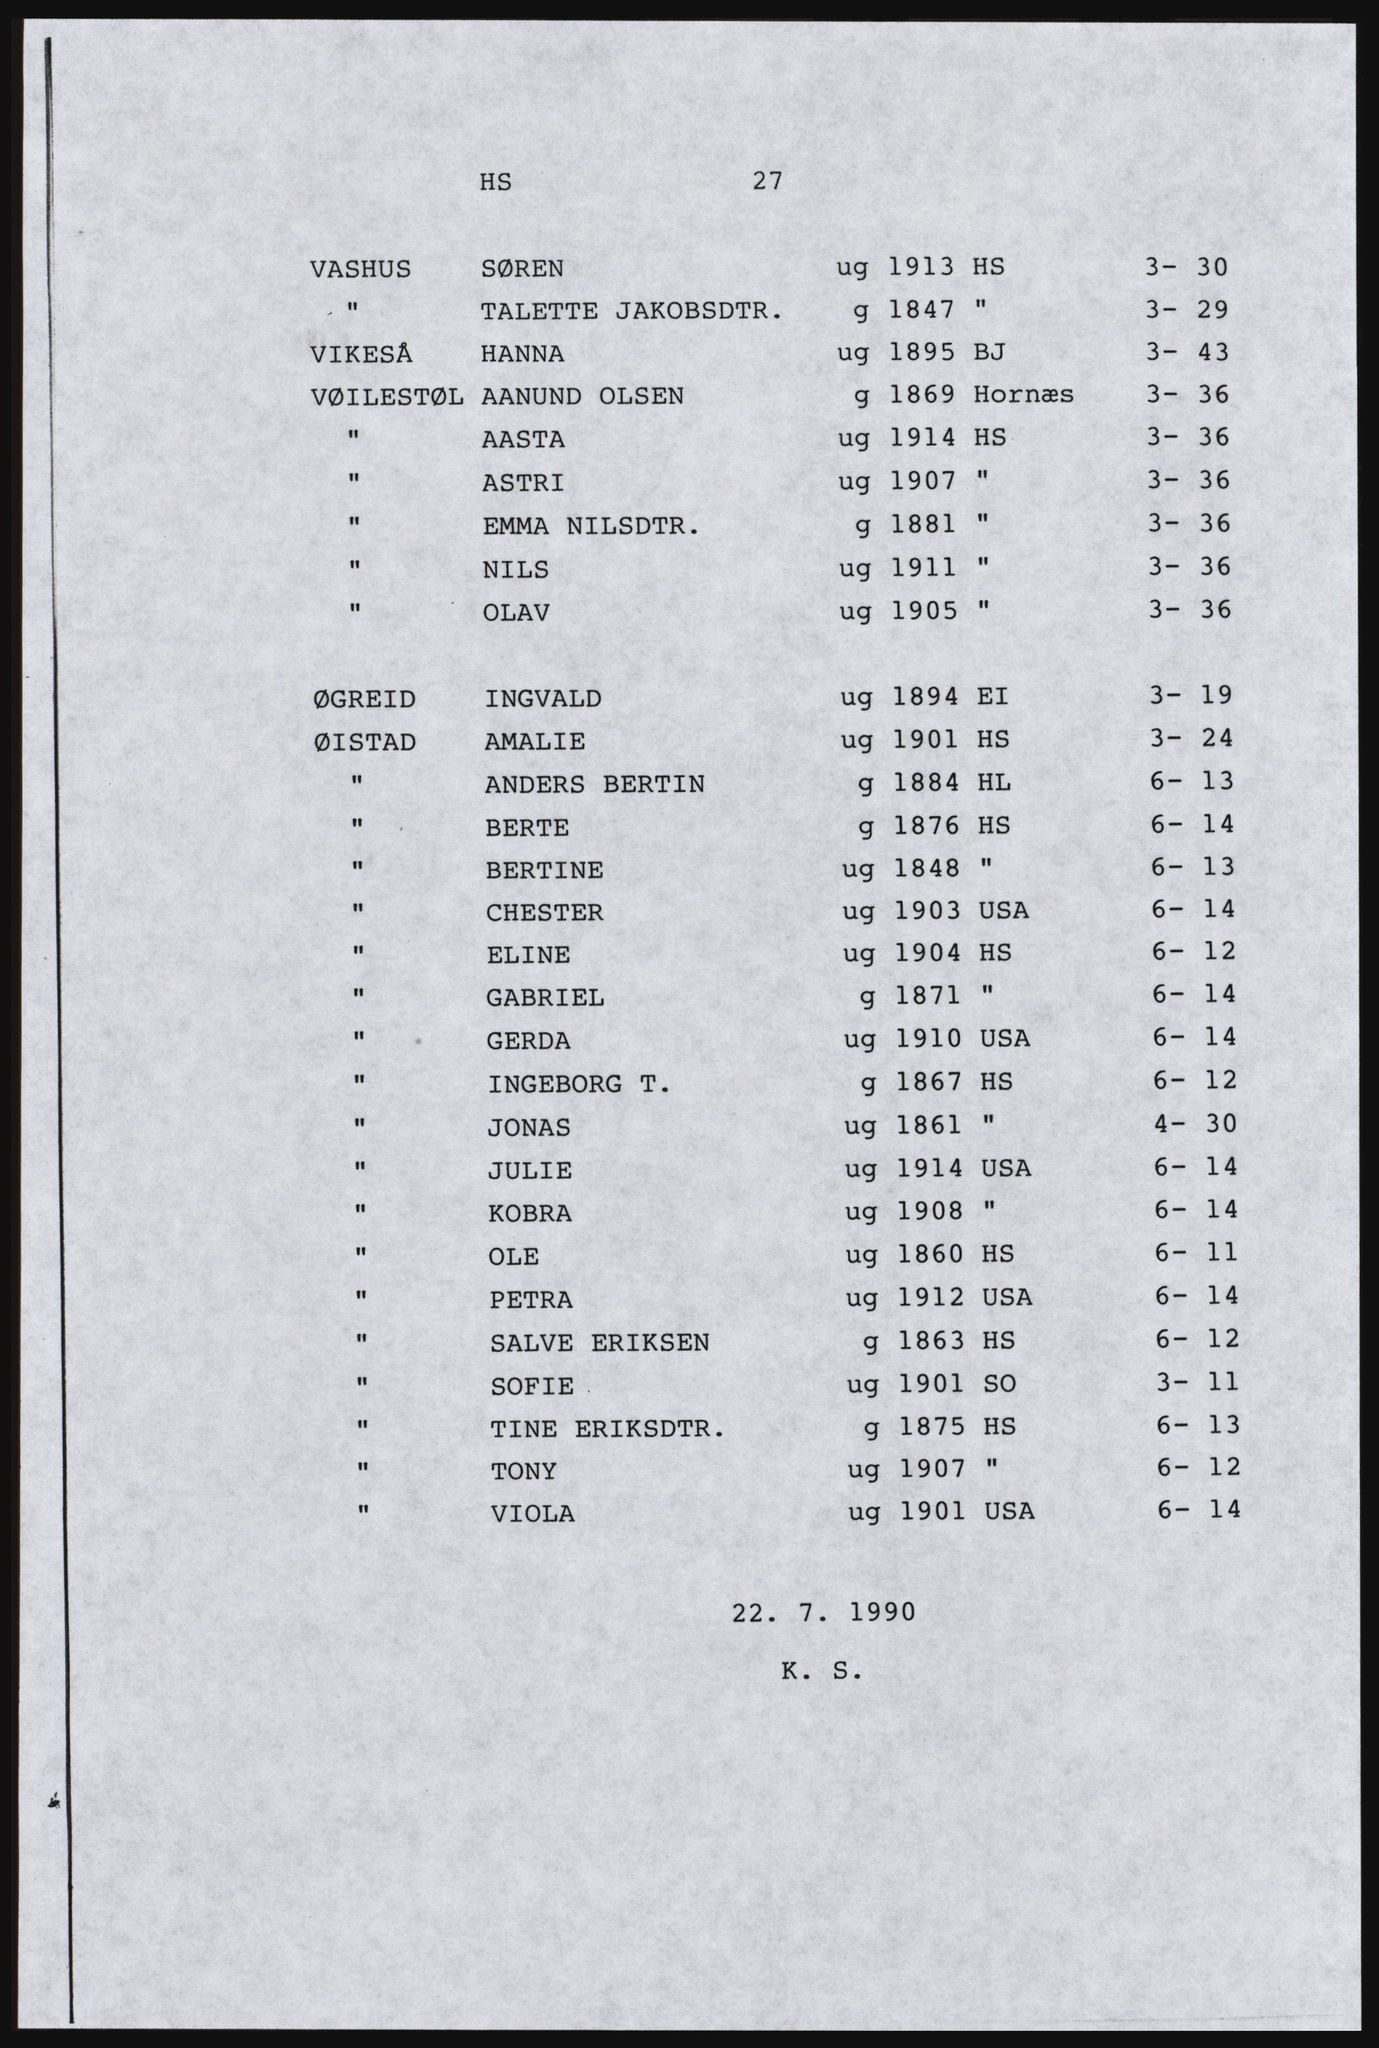 HS 27
VASHUS SØREN ug 1913 HS 3- 30
" TALETTE JAKOBSDTR. g 1847 " 3- 29
VIKESÅ HANNA ug 1895 BJ 3- 43
VØILESTØL AANUND OLSEN g 1869 Hornæs 3- 36
" AASTA ug 1914 HS 3- 36
" ASTRI ug 1907 " 3- 36
" EMMA NILSDTR. g 1881 " 3- 36
" NILS ug 1911 " 3- 36
" OLAV ug 1905 " 3- 36
ØGREID INGVALD ug 1894 EI 3- 19
ØISTAD AMALIE ug 1901 HS 3- 24
" ANDERS BERTIN g 1884 HL 6- 13
" BERTE g 1876 HS 6- 14
" BERTINE ug 1848 " 6- 13
" CHESTER ug 1903 USA 6- 14
" ELINE ug 1904 HS 6- 12
" GABRIEL g 1871 " 6- 14
" GERDA ug 1910 USA 6- 14
" INGEBORG T. g 1867 HS 6- 12
" JONAS ug 1861 " 4- 30
" JULIE ug 1914 USA 6- 14
" KOBRA ug 1908 " 6- 14
" OLE ug 1860 HS 6- 11
" PETRA ug 1912 USA 6- 14
" SALVE ERIKSEN g 1863 HS 6- 12
" SOFIE ug 1901 SO 3- 11
" TINE ERIKSDTR. g 1875 HS 6- 13
" TONY ug 1907 " 6- 12
" VIOLA ug 1901 USA 6- 14
22. 7. 1990
K. S.